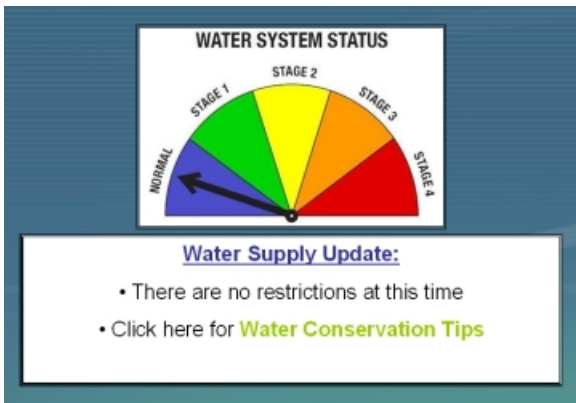 WATER SYSTEM STATUS
NORMAL
STAGE 1
STAGE 2
STAGE 3
STAGE 4
Water Supply Update:
• There are no restrictions at this time
• Click here for Water Conservation Tips